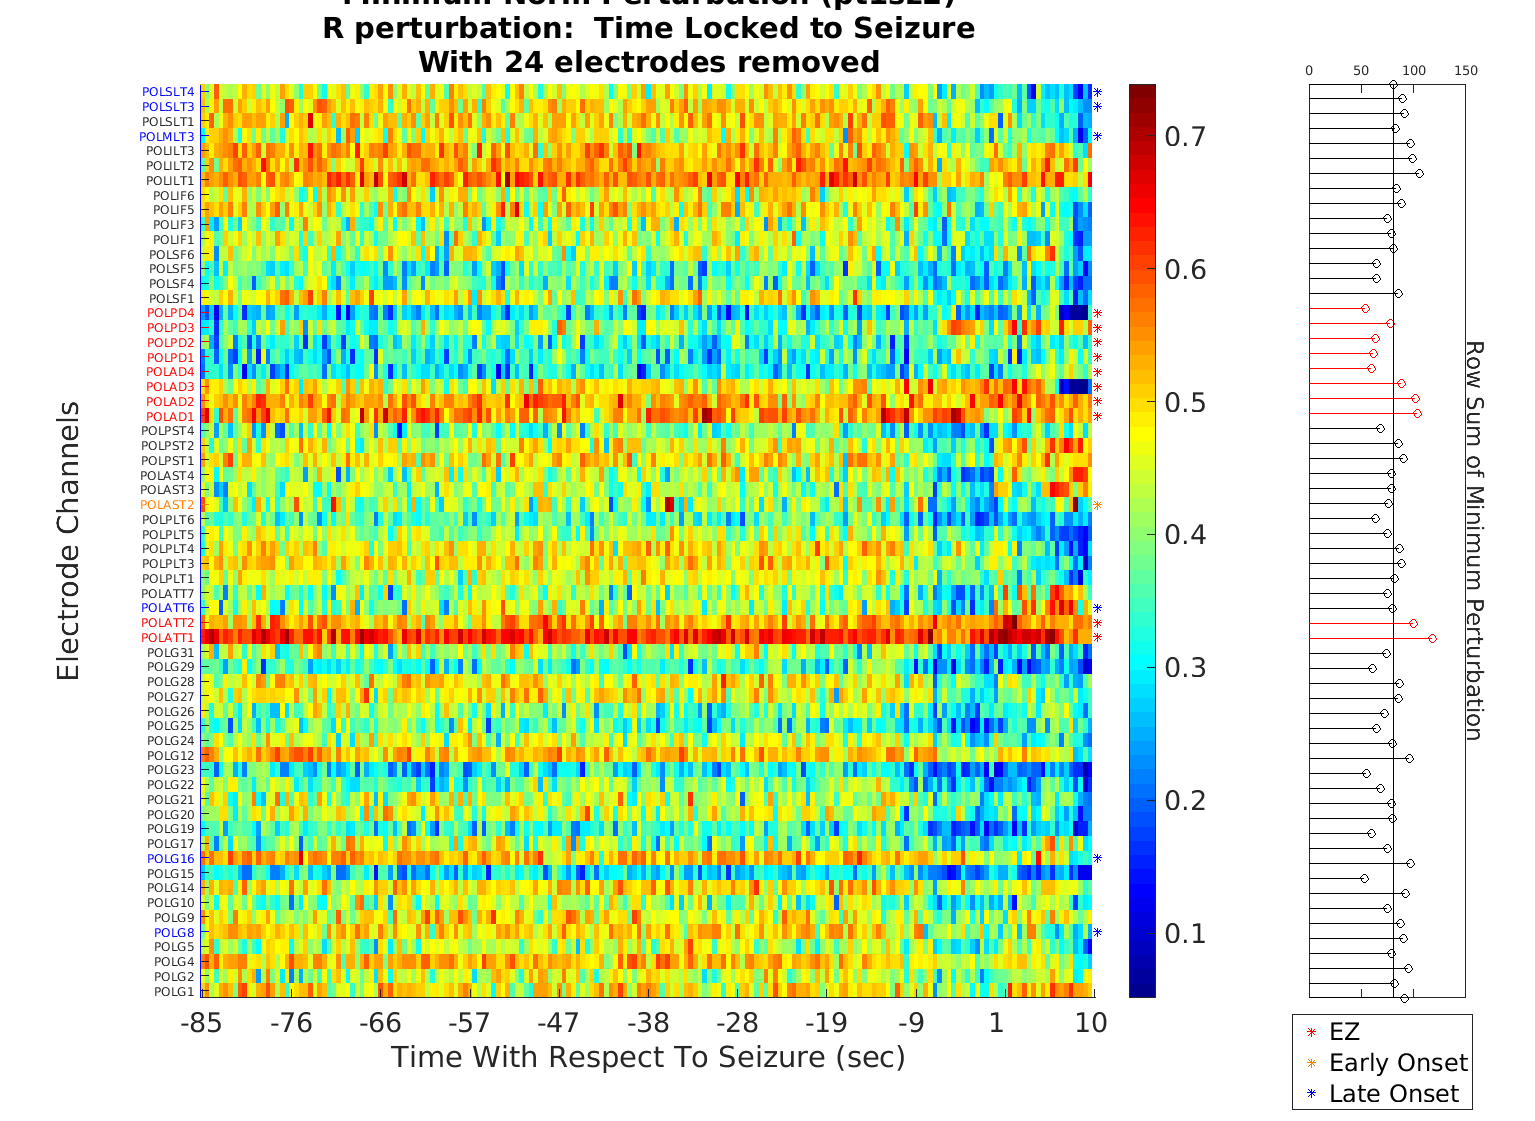 Minimum Norm Perturbation (pt1sz2)
R perturbation:  Time Locked to Seizure
With 24 electrodes removed
0 50 100 150
POLSLT4
POLSLT3
POLSLT1
POLMLT3
POLILT3
POLILT2
POLILT1
POLIF6
POLIF5
POLIF3
POLIF1
POLSF6
POLSF5
POLSF4
POLSF1
POLPD4
POLPD3
POLPD2
POLPD1
POLAD4
POLAD3
POLAD2
POLAD1
POLPST4
POLPST2
POLPST1
POLAST4
POLAST3
POLAST2
POLPLT6
POLPLT5
POLPLT4
POLPLT3
POLPLT1
POLATT7
POLATT6
POLATT2
POLATT1
POLG31
POLG29
POLG28
POLG27
POLG26
POLG25
POLG24
POLG12
POLG23
POLG22
POLG21
POLG20
POLG19
POLG17
POLG16
POLG15
POLG14
POLG10
POLG9
POLG8
POLG5
POLG4
POLG2
POLG1
Electrode Channels
-85 -76 -66 -57 -47 -38 -28 -19 -9 1 10
Time With Respect To Seizure (sec)
0.7
0.6
0.5
0.4
0.3
0.2
0.1
Row Sum of Minimum Perturbation
EZ
Early Onset
Late Onset